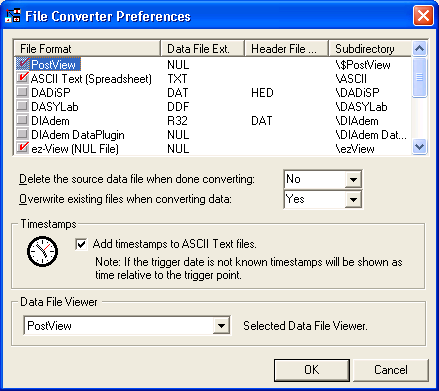 File Converter Preferences
File Format Data File Ext. Header File ... Subdirectory
PostView NUL \$PostView
ASCII Text (Spreadsheet) TXT \ASCII
DADiSP DAT HED \DADiSP
DASYLab DDF \DASYLab
DIAdem R32 DAT \DIAdem
DIAdem DataPlugin NUL \DIAdem Dat...
ez-View (NUL File) NUL \ezView
Delete the source data file when done converting: No
Overwrite existing files when converting data: Yes
Timestamps
Add timestamps to ASCII Text files.
Note: If the trigger date is not known timestamps will be shown as
time relative to the trigger point.
Data File Viewer
PostView Selected Data File Viewer.
OK Cancel